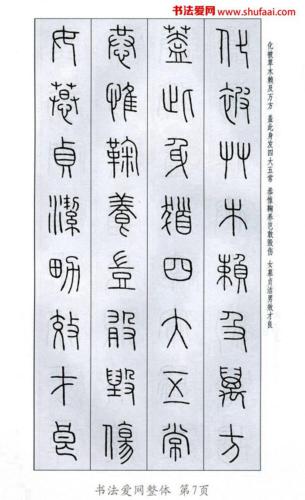 书法爱网
http://www.shufaai.com
化被草木赖及万方 盖此身发四大五常 恭惟鞠养岂敢毁伤 女慕贞洁男效才良
化被艸木賴及萬方
蓋此身髮四大五常
恭惟鞠養豈敢毀傷
女慕貞潔男效才良
书法爱网整体 第7页